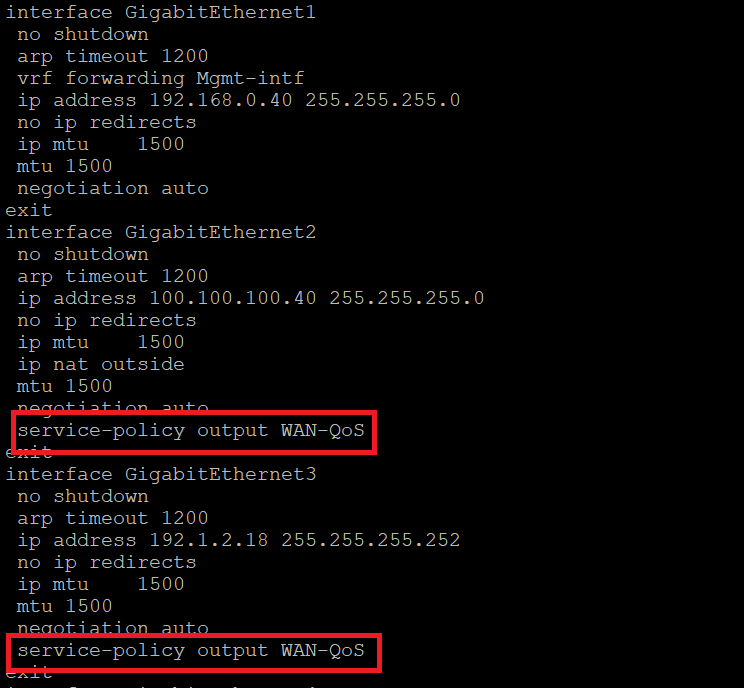 interface GigabitEthernet1
no shutdown
arp timeout 1200
vrf forwarding Mgmt-intf
ip address 192.168.0.40 255.255.255.0
no ip redirects
ip mtu    1500
mtu 1500
negotiation auto
exit
interface GigabitEthernet2
no shutdown
arp timeout 1200
ip address 100.100.100.40 255.255.255.0
no ip redirects
ip mtu    1500
ip nat outside
mtu 1500
negotiation auto
service-policy output WAN-QoS
exit
interface GigabitEthernet3
no shutdown
arp timeout 1200
ip address 192.1.2.18 255.255.255.252
no ip redirects
ip mtu    1500
mtu 1500
negotiation auto
service-policy output WAN-QoS
exit